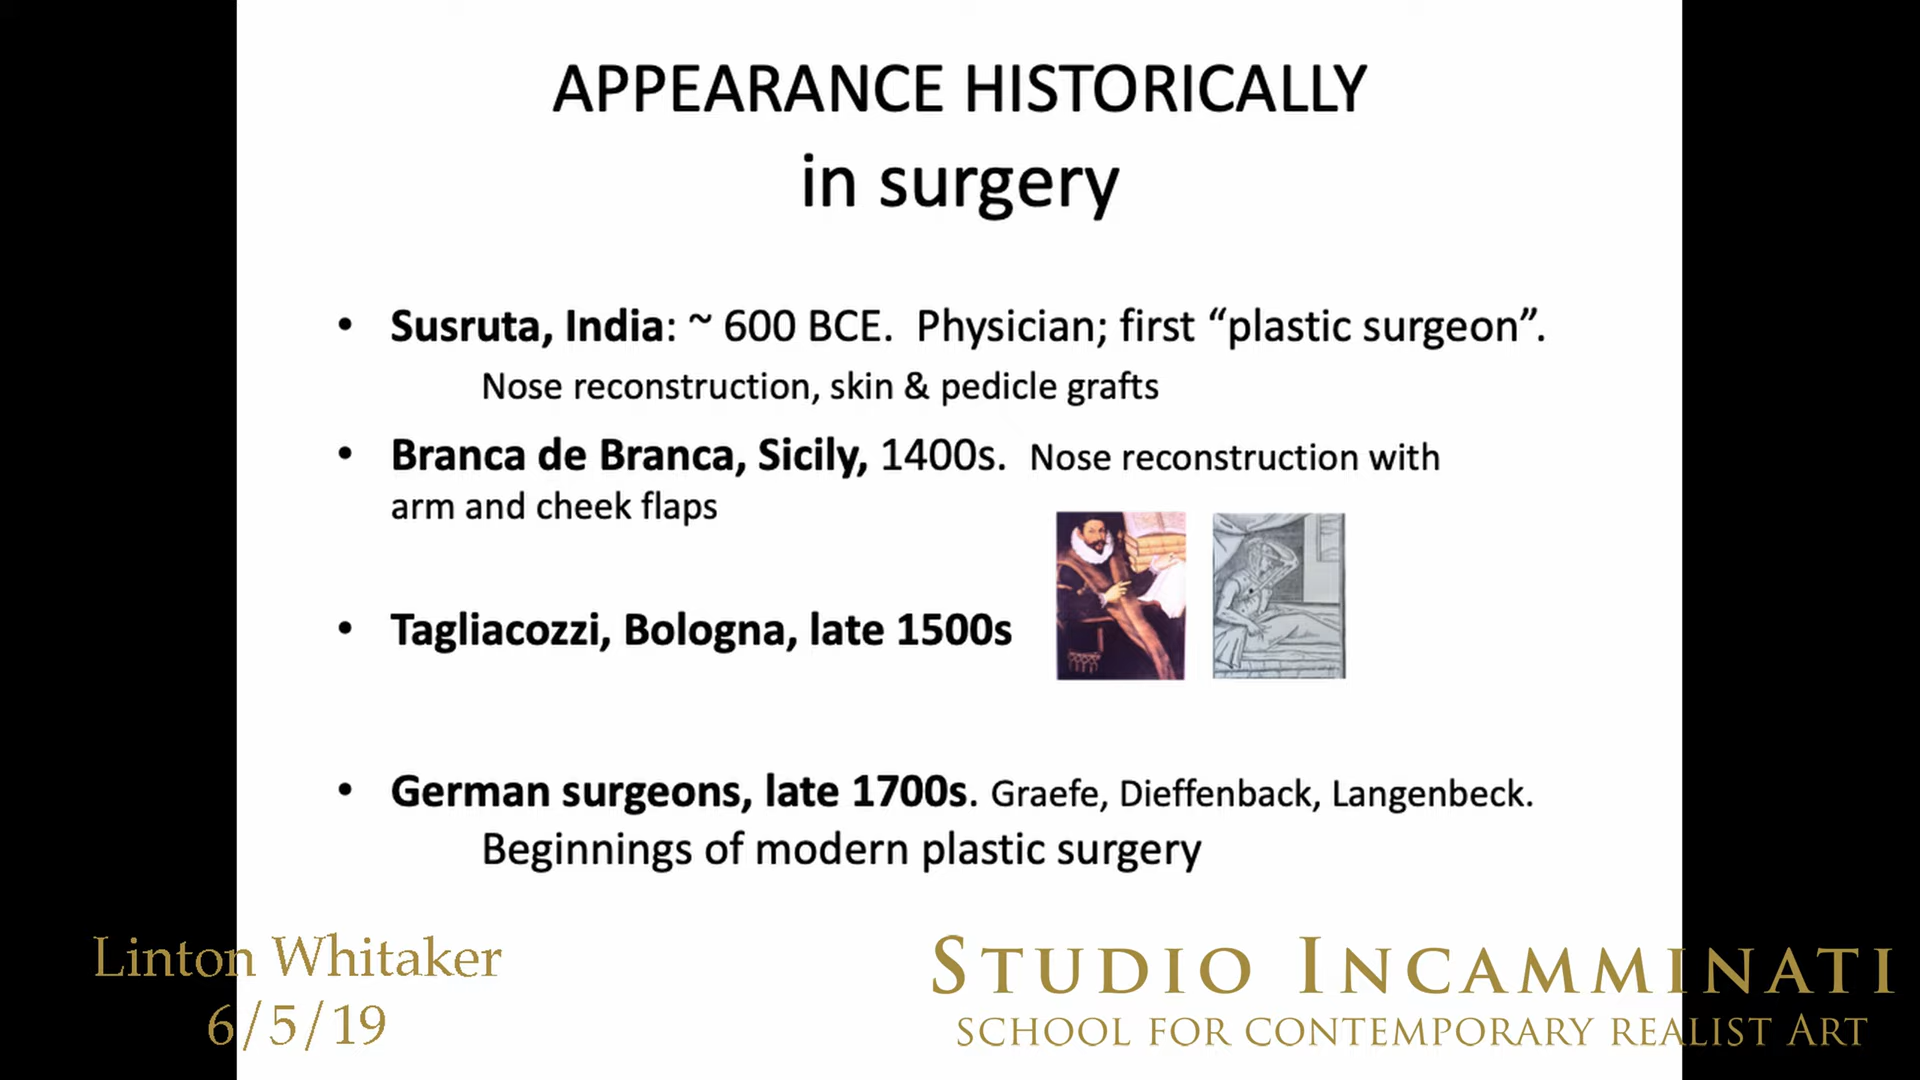 APPEARANCE HISTORICALLY
in surgery
• Susruta, India: ~ 600 BCE. Physician; first “plastic surgeon”.
Nose reconstruction, skin & pedicle grafts
• Branca de Branca, Sicily, 1400s. Nose reconstruction with
arm and cheek flaps
• Tagliacozzi, Bologna, late 1500s
• German surgeons, late 1700s. Graefe, Dieffenback, Langenbeck.
Beginnings of modern plastic surgery
Linton Whitaker
6/5/19
STUDIO INCAMMINATI
SCHOOL FOR CONTEMPORARY REALIST ART